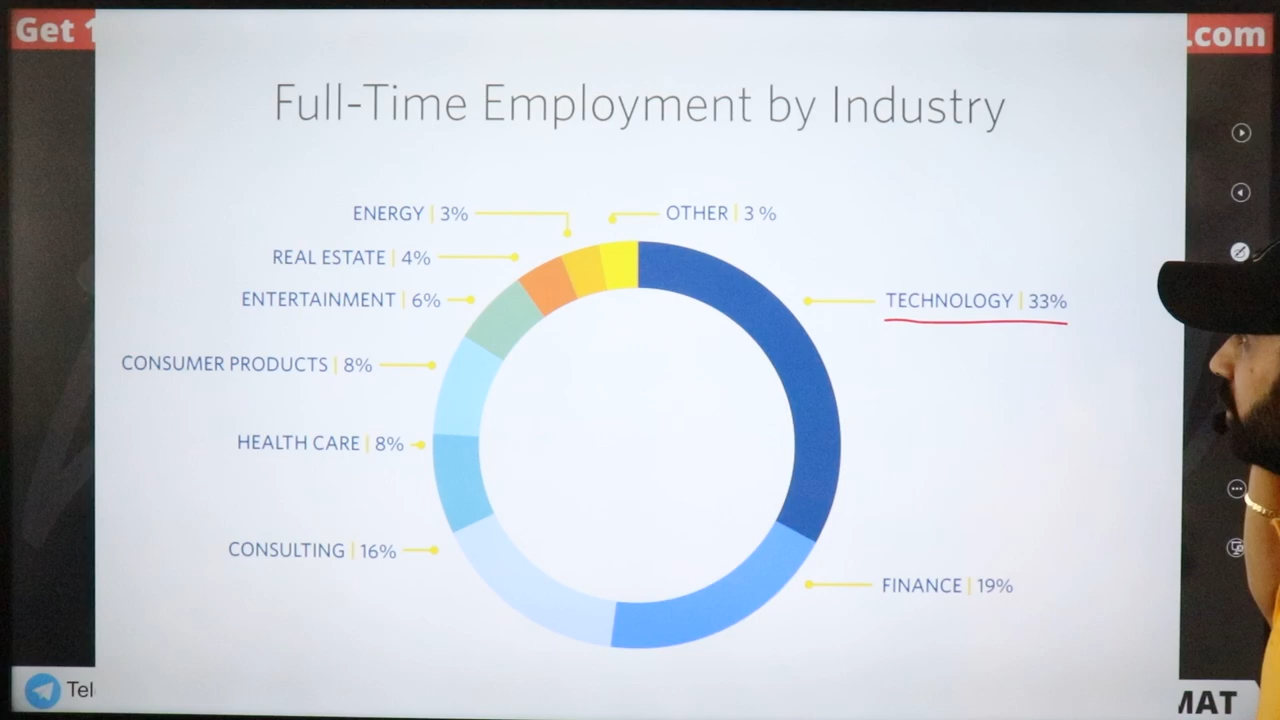 Get
.com
Full-Time Employment by Industry
ENERGY | 3%
OTHER | 3 %
REAL ESTATE | 4%
ENTERTAINMENT | 6%
TECHNOLOGY | 33%
CONSUMER PRODUCTS | 8%
HEALTH CARE | 8%
CONSULTING | 16%
FINANCE | 19%
Tel
MAT